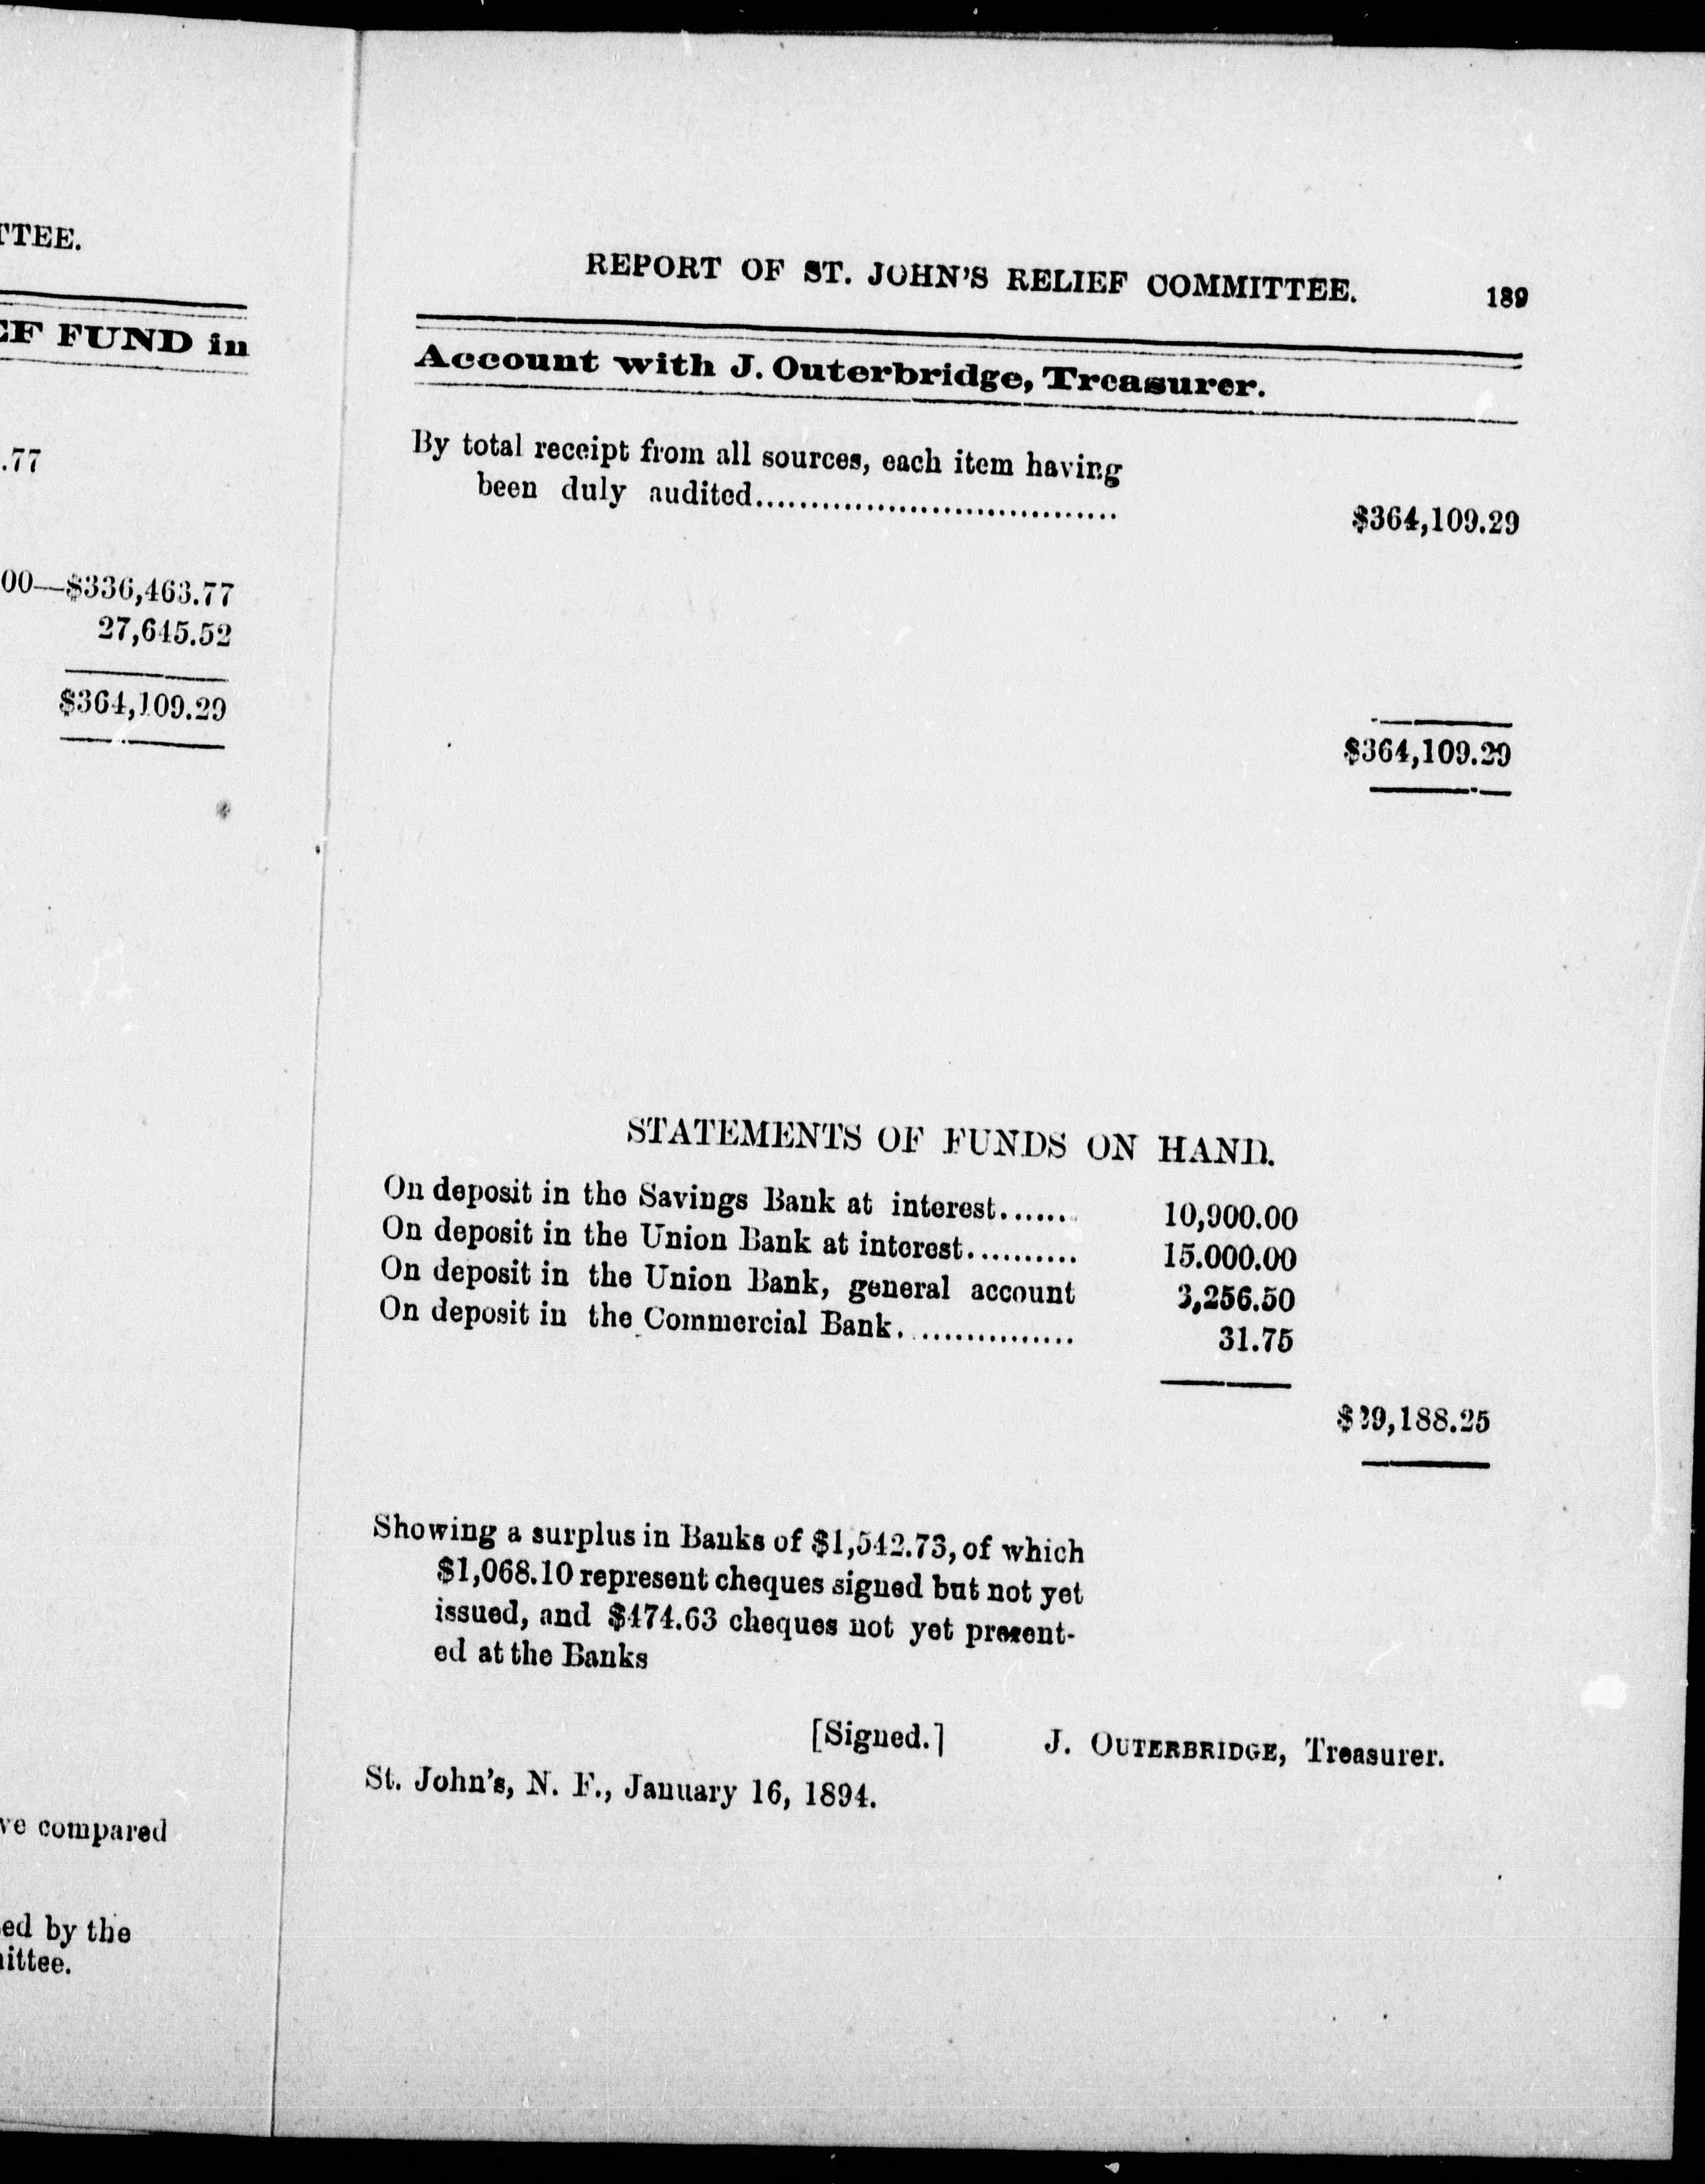 TTEE.
EF FUND in
.77
00—$336,463.77
27,645.52
$364,109.29
ve compared
ed by the
ittee.
REPORT OF ST. JOHN'S RELIEF COMMITTEE. 189
Account with J. Outerbridge, Treasurer.
By total receipt from all sources, each item having
been duly audited.................................. $364,109.29
$364,109.29
STATEMENTS OF FUNDS ON HAND.
On deposit in the Savings Bank at interest....... 10,900.00
On deposit in the Union Bank at interest.......... 15.000.00
On deposit in the Union Bank, general account 3,256.50
On deposit in the Commercial Bank................ 31.75
$29,188.25
Showing a surplus in Banks of $1,542.73, of which
$1,068.10 represent cheques signed but not yet
issued, and $474.63 cheques not yet present-
ed at the Banks
[Signed.] J. OUTERBRIDGE, Treasurer.
St. John's, N. F., January 16, 1894.